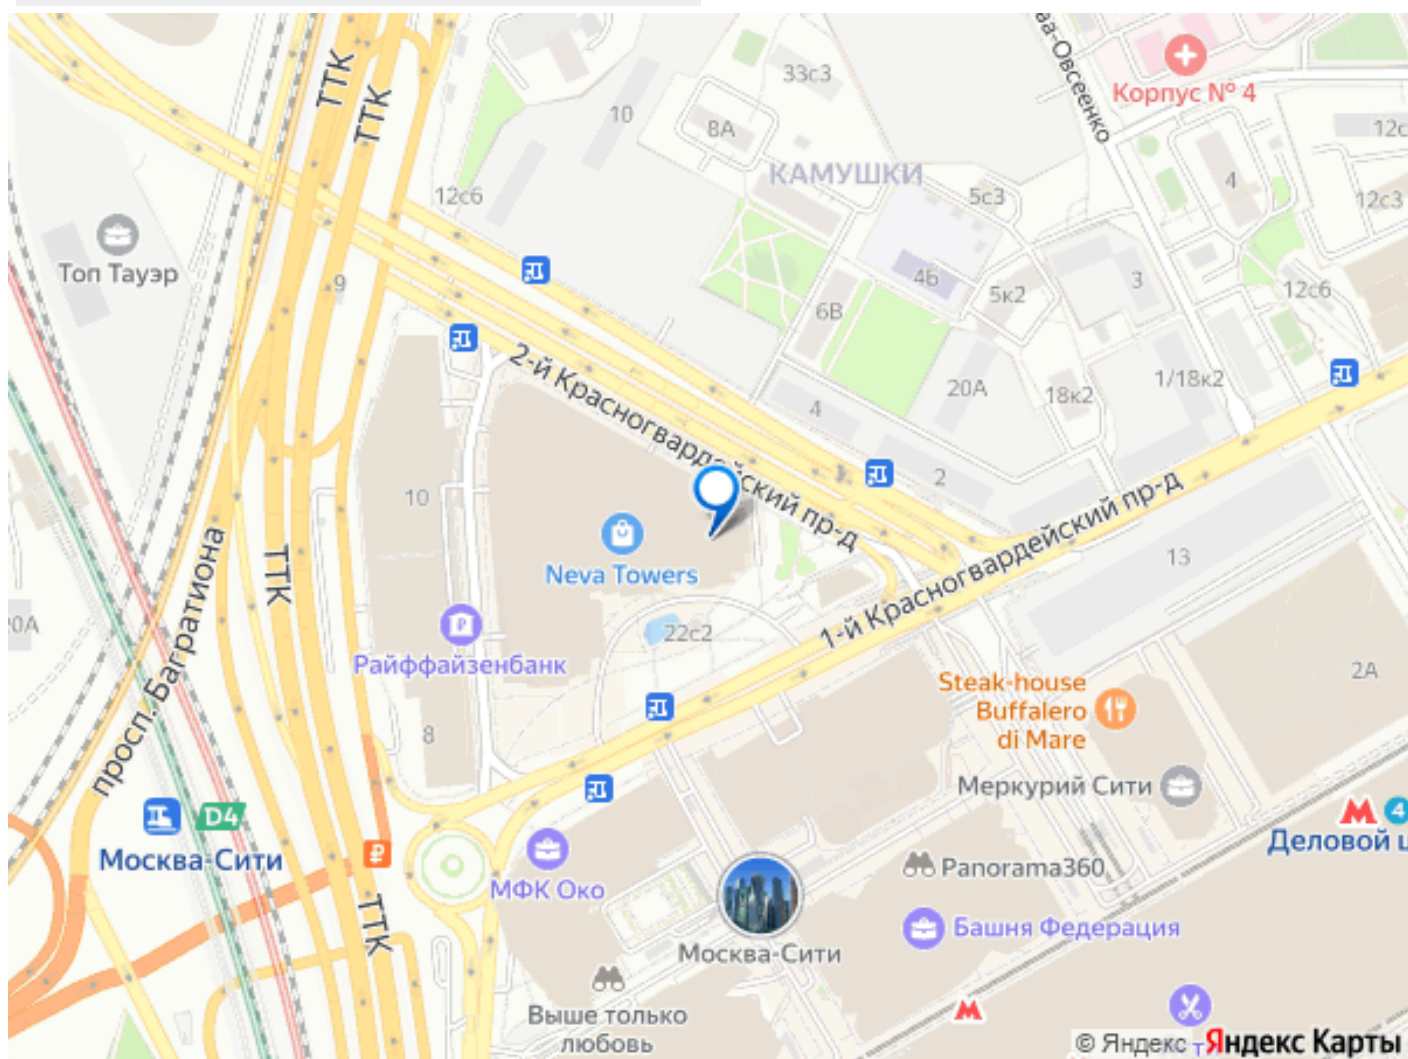 ТТК
ТТК
33с3
10
8А
КАМУШКИ
12с6
5с3
Корпус № 4
4
12с3
Топ Тауэр
9
4Б
5к2
3
12с6
6В
2-й Красногвардейский пр-д
20А
18к2
1/18к2
4
2
10
Neva Towers
1-й Красногвардейский пр-д
13
просп. Багратиона
ТТК
22с2
Райффайзенбанк
8
2А
Steak-house
Buffalero
di Mare
Меркурий Сити
D4
Москва-Сити
4
МФК Око
Panorama360
Башня Федерация
ТТК
Москва-Сити
Выше только
любовь
© Яндекс
Яндекс Карты